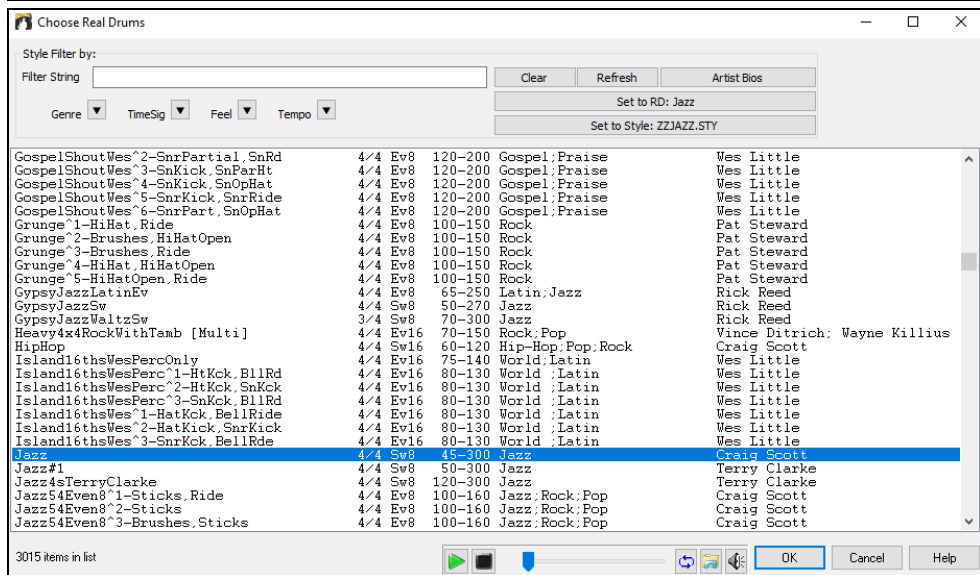 Choose Real Drums
Style Filter by:
Filter String
Clear Refresh Artist Bios
Genre TimeSig Feel Tempo
Set to RD: Jazz
Set to Style: ZZJAZZ.STY
GospelShoutWes^2-SnrPartial,SnRd 4/4 Ev8 120-200 Gospel;Praise Wes Little
GospelShoutWes^3-SnKick,SnParHt 4/4 Ev8 120-200 Gospel;Praise Wes Little
GospelShoutWes^4-SnKick,SnOpHat 4/4 Ev8 120-200 Gospel;Praise Wes Little
GospelShoutWes^5-SnrKick,SnrRide 4/4 Ev8 120-200 Gospel;Praise Wes Little
GospelShoutWes^6-SnrPart,SnOpHat 4/4 Ev8 120-200 Gospel;Praise Wes Little
Grunge^1-HiHat,Ride 4/4 Ev8 100-150 Rock Pat Steward
Grunge^2-Brushes,HiHatOpen 4/4 Ev8 100-150 Rock Pat Steward
Grunge^3-Brushes,Ride 4/4 Ev8 100-150 Rock Pat Steward
Grunge^4-HiHat,HiHatOpen 4/4 Ev8 100-150 Rock Pat Steward
Grunge^5-HiHatOpen,Ride 4/4 Ev8 100-150 Rock Pat Steward
GypsyJazzLatinEv 4/4 Ev8 65-250 Latin;Jazz Rick Reed
GypsyJazzSw 4/4 Sw8 50-270 Jazz Rick Reed
GypsyJazzWaltzSw 3/4 Sw8 70-300 Jazz Rick Reed
Heavy4x4RockWithTamb [Multi] 4/4 Ev16 70-150 Rock;Pop Vince Ditrich; Wayne Killius
HipHop 4/4 Sw16 60-120 Hip-Hop;Pop;Rock Craig Scott
Island16thsWesPercOnly 4/4 Ev16 75-140 World;Latin Wes Little
Island16thsWesPerc^1-HtKck,BllRd 4/4 Ev16 80-130 World ;Latin Wes Little
Island16thsWesPerc^2-HtKck,SnKck 4/4 Ev16 80-130 World ;Latin Wes Little
Island16thsWesPerc^3-SnKck,BllRd 4/4 Ev16 80-130 World ;Latin Wes Little
Island16thsWes^1-HatKck,BellRide 4/4 Ev16 80-130 World ;Latin Wes Little
Island16thsWes^2-HatKick,SnrKick 4/4 Ev16 80-130 World ;Latin Wes Little
Island16thsWes^3-SnrKck,BellRde 4/4 Ev16 80-130 World ;Latin Wes Little
Jazz 4/4 Sw8 45-300 Jazz Craig Scott
Jazz#1 4/4 Sw8 50-300 Jazz Terry Clarke
Jazz4sTerryClarke 4/4 Sw8 120-300 Jazz Terry Clarke
Jazz54Even8^1-Sticks,Ride 4/4 Ev8 100-160 Jazz;Rock;Pop Craig Scott
Jazz54Even8^2-Sticks 4/4 Ev8 100-160 Jazz;Rock;Pop Craig Scott
Jazz54Even8^3-Brushes,Sticks 4/4 Ev8 100-160 Jazz;Rock;Pop Craig Scott
3015 items in list OK Cancel Help